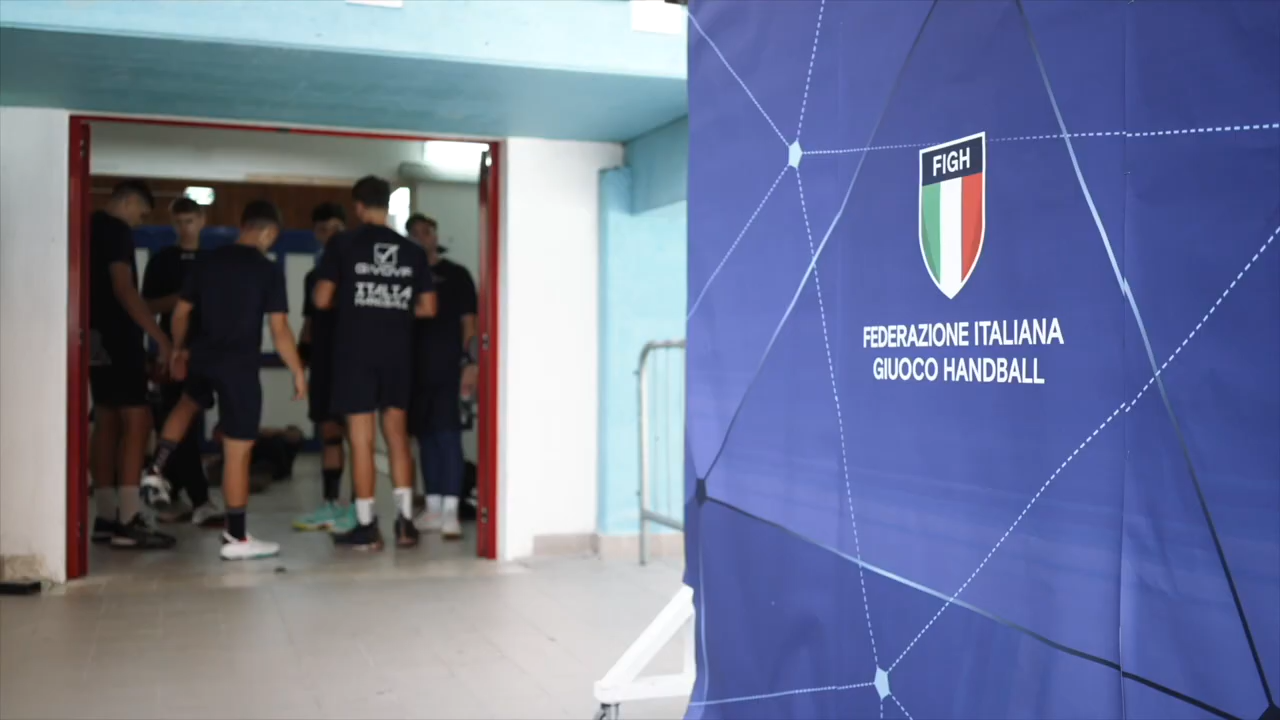 GIVOVA
ITALIA
HANDBALL
FIGH
FEDERAZIONE ITALIANA
GIUOCO HANDBALL